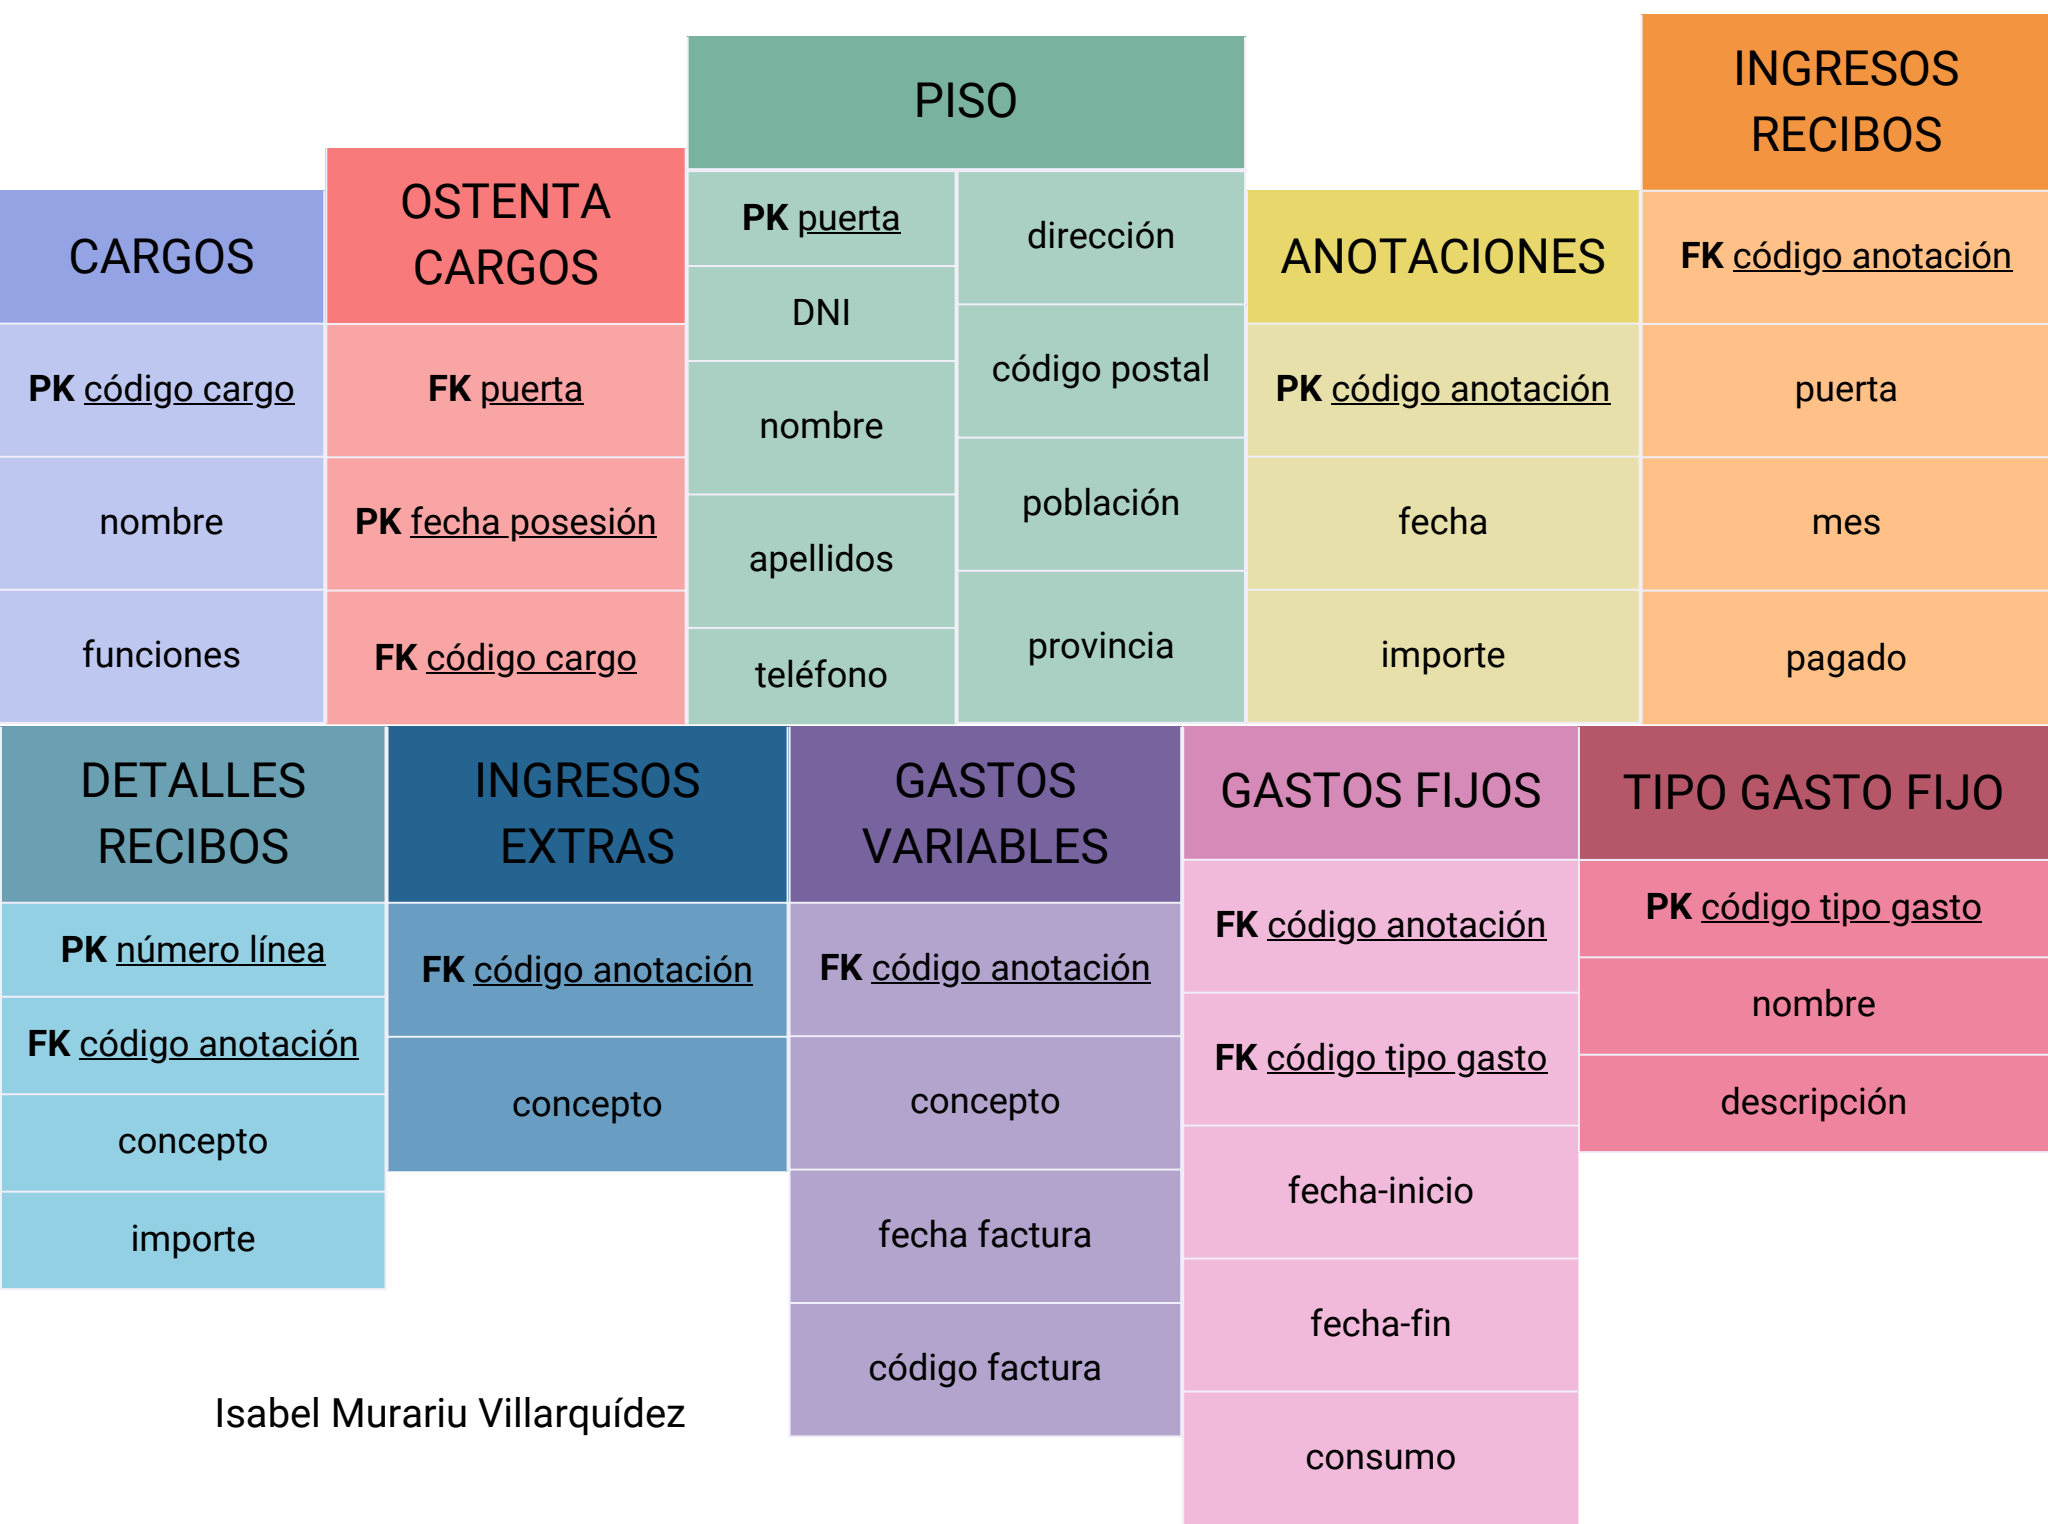 CARGOS
PK código cargo
nombre
funciones
OSTENTA
CARGOS
FK puerta
PK fecha posesión
FK código cargo
PISO
PK puerta
DNI
nombre
apellidos
teléfono
dirección
código postal
población
provincia
ANOTACIONES
PK código anotación
fecha
importe
INGRESOS
RECIBOS
FK código anotación
puerta
mes
pagado
DETALLES
RECIBOS
PK número línea
FK código anotación
concepto
importe
INGRESOS
EXTRAS
FK código anotación
concepto
GASTOS
VARIABLES
FK código anotación
concepto
fecha factura
código factura
GASTOS FIJOS
FK código anotación
FK código tipo gasto
fecha-inicio
fecha-fin
consumo
TIPO GASTO FIJO
PK código tipo gasto
nombre
descripción
Isabel Murariu Villarquídez